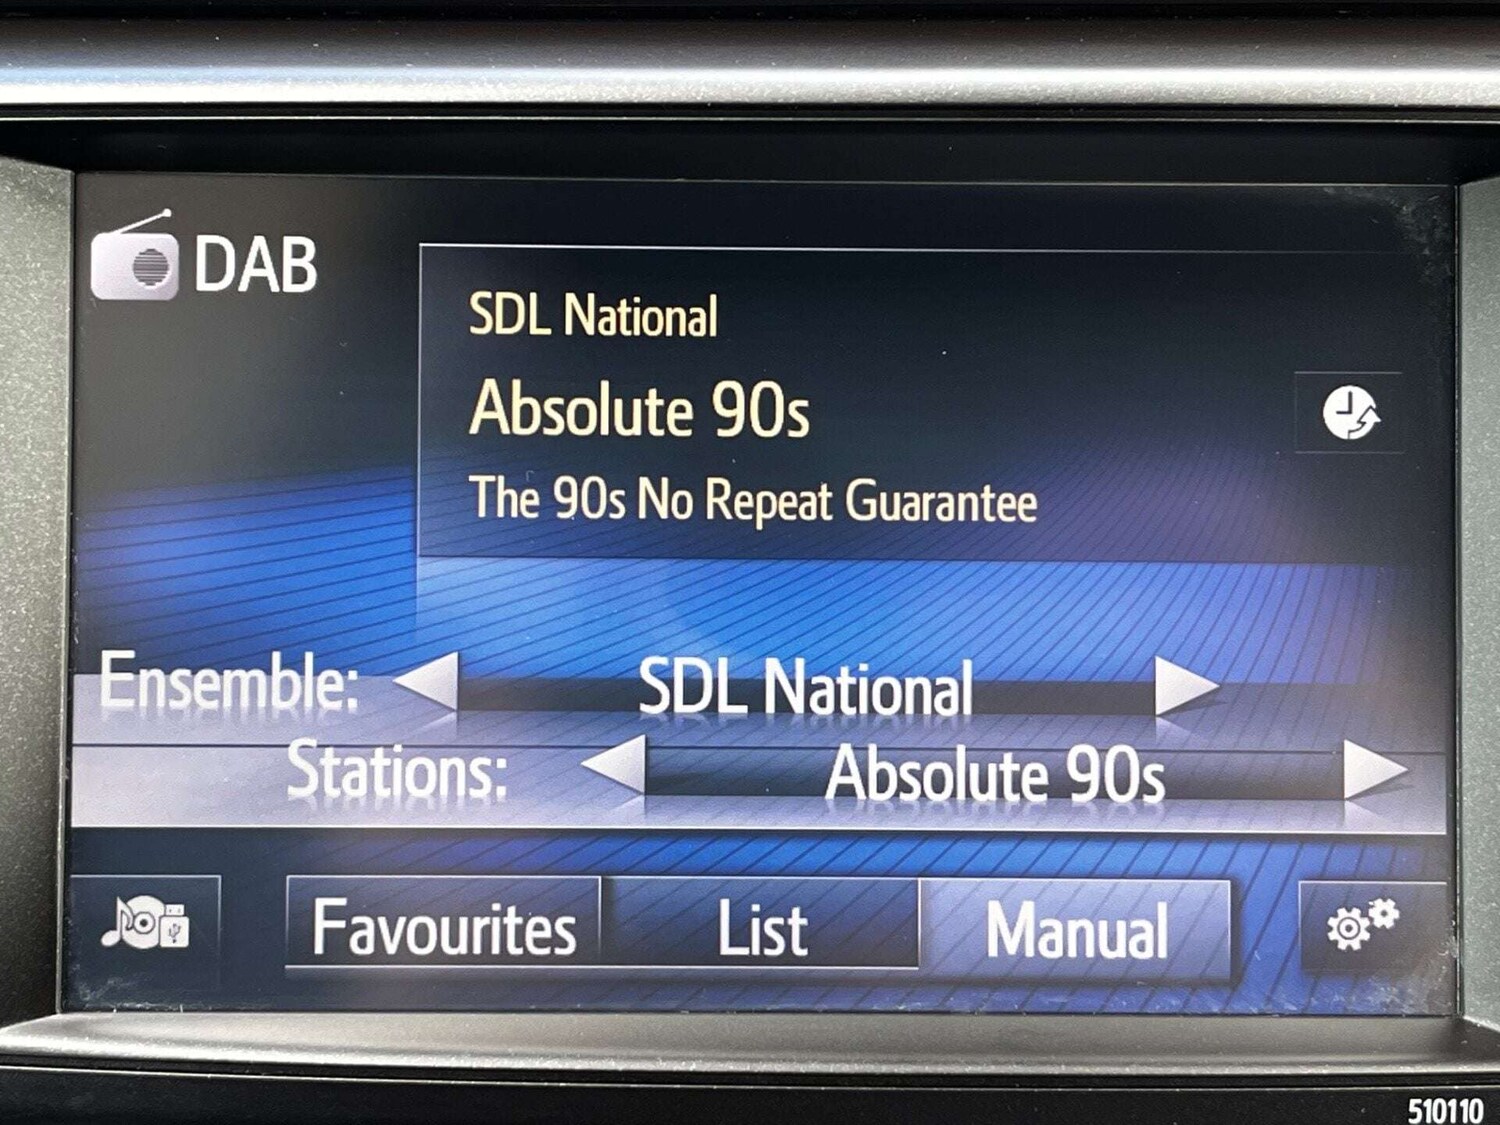 DAB
SDL National
Absolute 90s
The 90s No Repeat Guarantee
Ensemble: SDL National
Stations: Absolute 90s
Favourites List Manual
510110